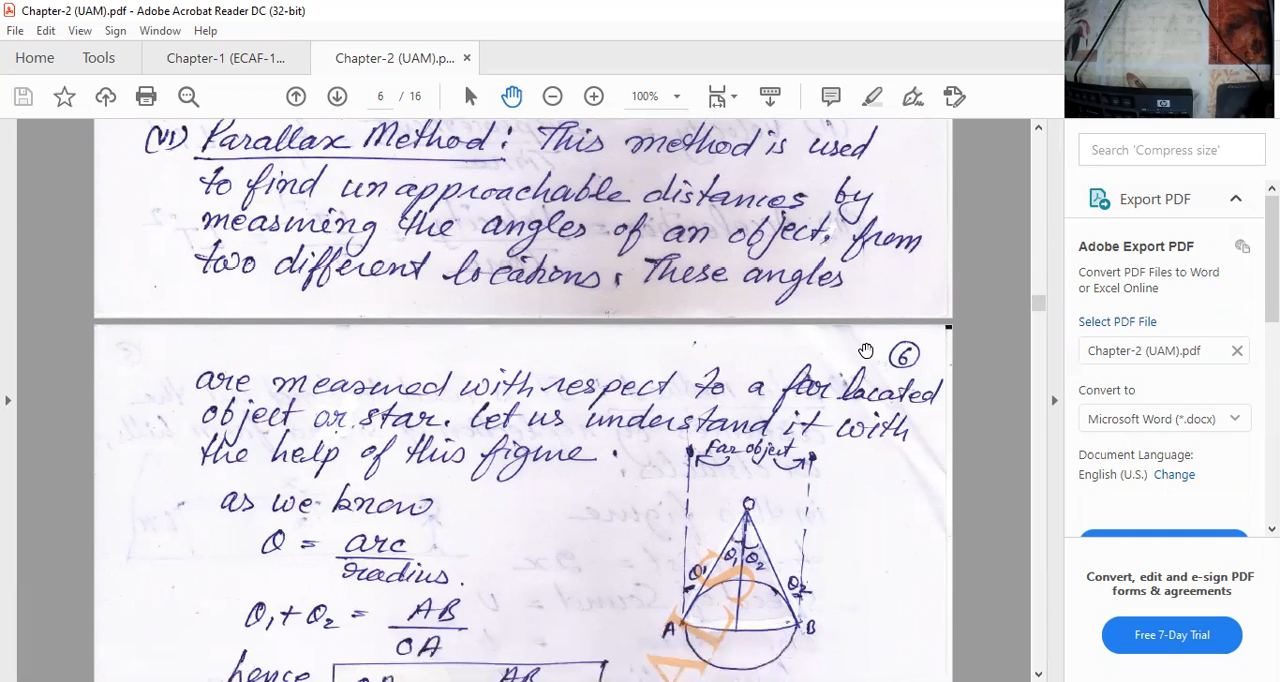 Chapter-2 (UAM).pdf - Adobe Acrobat Reader DC (32-bit)
File Edit View Sign Window Help
Home Tools Chapter-1 (ECAF-1... Chapter-2 (UAM).p... ×
6 / 16 100%
(VI) Parallax Method: This method is used
to find unapproachable distances by
measuring the angles of an object, from
two different locations. These angles
6
are measured with respect to a far located
object or star. Let us understand it with
the help of this figure.
Far object
as we know
θ = arc
radius.
θ1 + θ2 = AB
OA
hence
AB
O
θ1 θ2
θ1 θ2
A B
ALS
Search 'Compress size'
Export PDF
Adobe Export PDF
Convert PDF Files to Word
or Excel Online
Select PDF File
Chapter-2 (UAM).pdf ×
Convert to
Microsoft Word (*.docx)
Document Language:
English (U.S.) Change
Convert, edit and e-sign PDF
forms & agreements
Free 7-Day Trial
hp